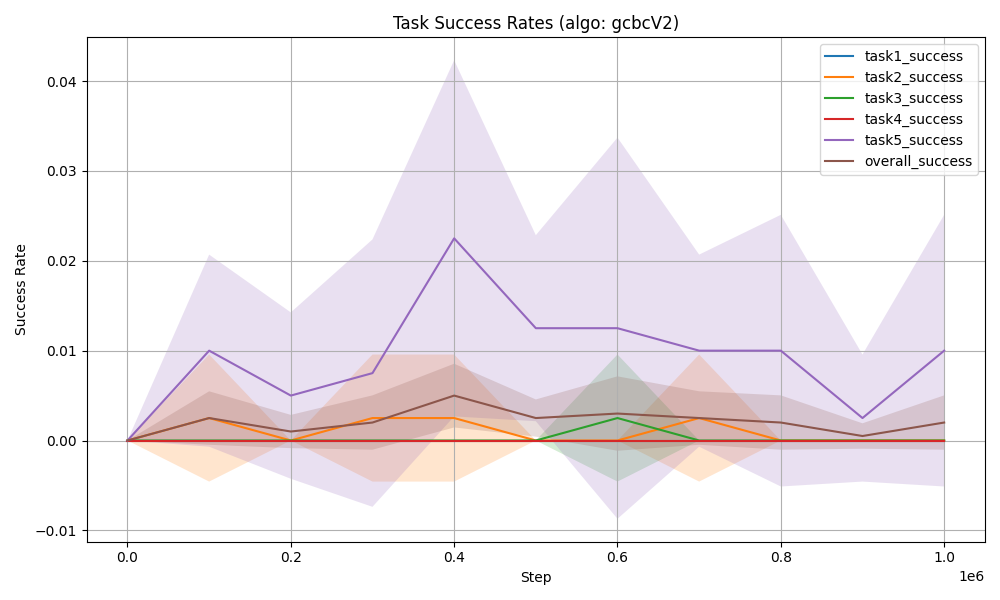 Task Success Rates (algo: gcbcV2)
task1_success
task2_success
task3_success
task4_success
task5_success
overall_success
Success Rate
0.04
0.03
0.02
0.01
0.00
−0.01
0.0 0.2 0.4 0.6 0.8 1.0
1e6
Step